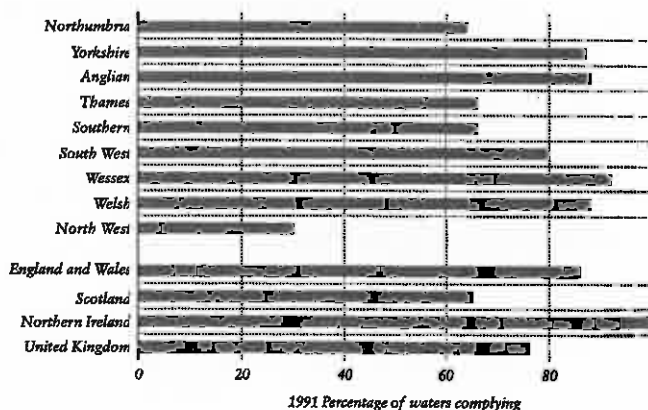 Northumbria
Yorkshire
Anglian
Thames
Southern
South West
Wessex
Welsh
North West
England and Wales
Scotland
Northern Ireland
United Kingdom
0 20 40 60 80
1991 Percentage of waters complying